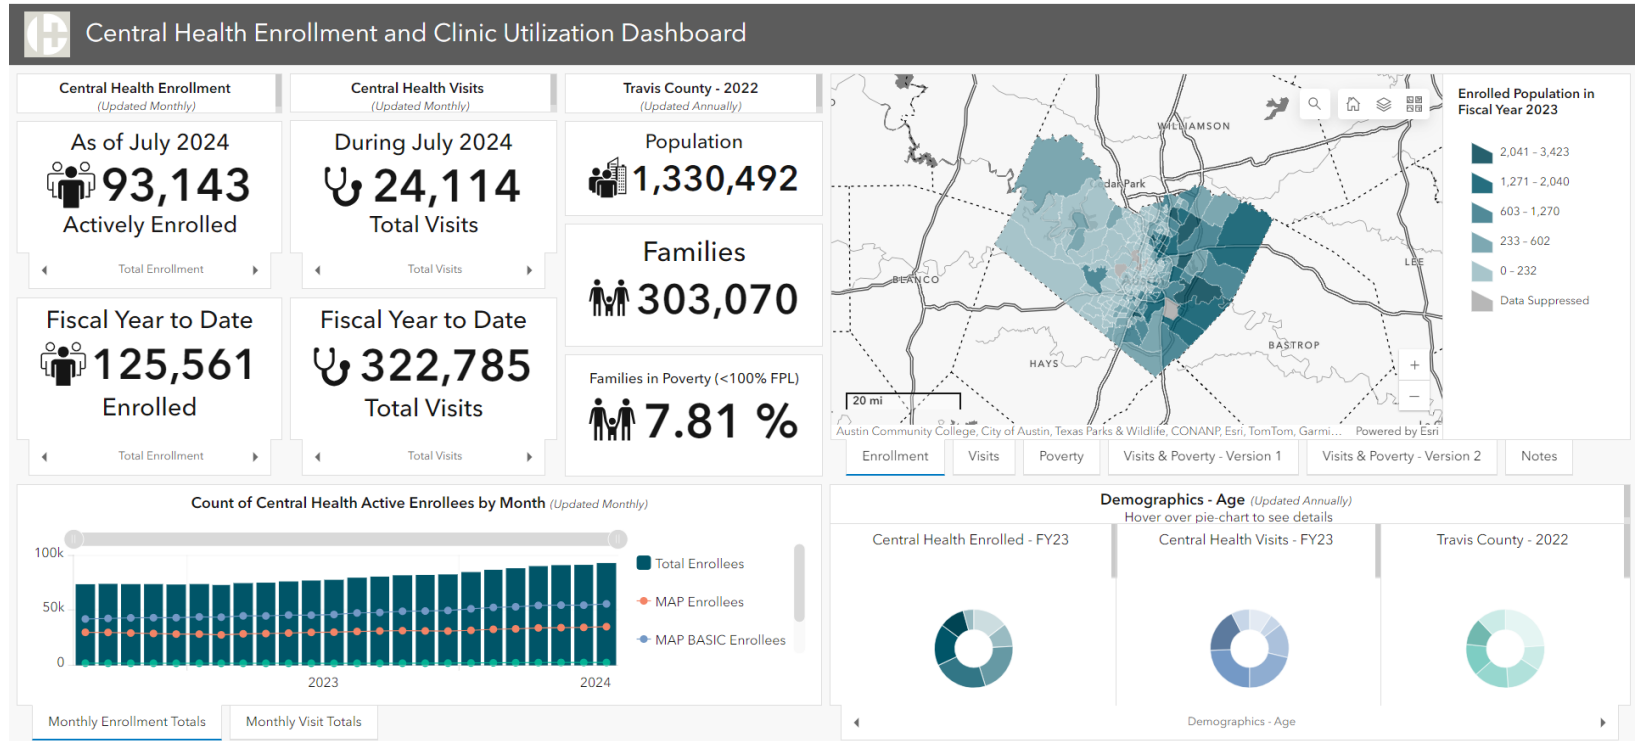 Central Health Enrollment and Clinic Utilization Dashboard
Central Health Enrollment
(Updated Monthly)
As of July 2024
93,143
Actively Enrolled
Total Enrollment
Fiscal Year to Date
125,561
Enrolled
Total Enrollment
Central Health Visits
(Updated Monthly)
During July 2024
24,114
Total Visits
Total Visits
Fiscal Year to Date
322,785
Total Visits
Total Visits
Travis County - 2022
(Updated Annually)
Population
1,330,492
Families
303,070
Families in Poverty (<100% FPL)
7.81 %
WILLIAMSON
dar Park
LEE
BLANCO
BASTROP
HAYS
20 mi
+
−
Austin Community College, City of Austin, Texas Parks & Wildlife, CONANP, Esri, TomTom, Garmi... Powered by Esri
Enrolled Population in
Fiscal Year 2023
2,041 - 3,423
1,271 - 2,040
603 - 1,270
233 - 602
0 - 232
Data Suppressed
Enrollment
Visits
Poverty
Visits & Poverty - Version 1
Visits & Poverty - Version 2
Notes
Count of Central Health Active Enrollees by Month (Updated Monthly)
100k
50k
0
2023
2024
Total Enrollees
MAP Enrollees
MAP BASIC Enrollees
Monthly Enrollment Totals
Monthly Visit Totals
Demographics - Age (Updated Annually)
Hover over pie-chart to see details
Central Health Enrolled - FY23
Central Health Visits - FY23
Travis County - 2022
Demographics - Age